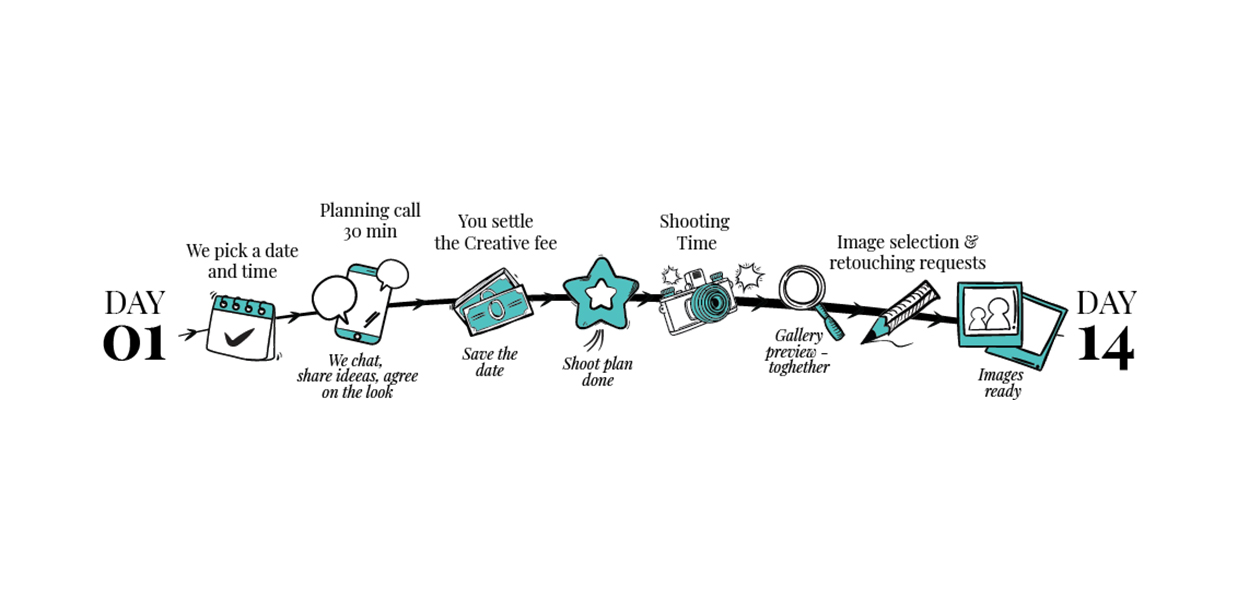 DAY
01
We pick a date
and time
Planning call
30 min
We chat,
share ideeas, agree
on the look
You settle
the Creative fee
Save the
date
Shoot plan
done
Shooting
Time
Gallery
preview –
toghether
Image selection &
retouching requests
Images
ready
DAY
14